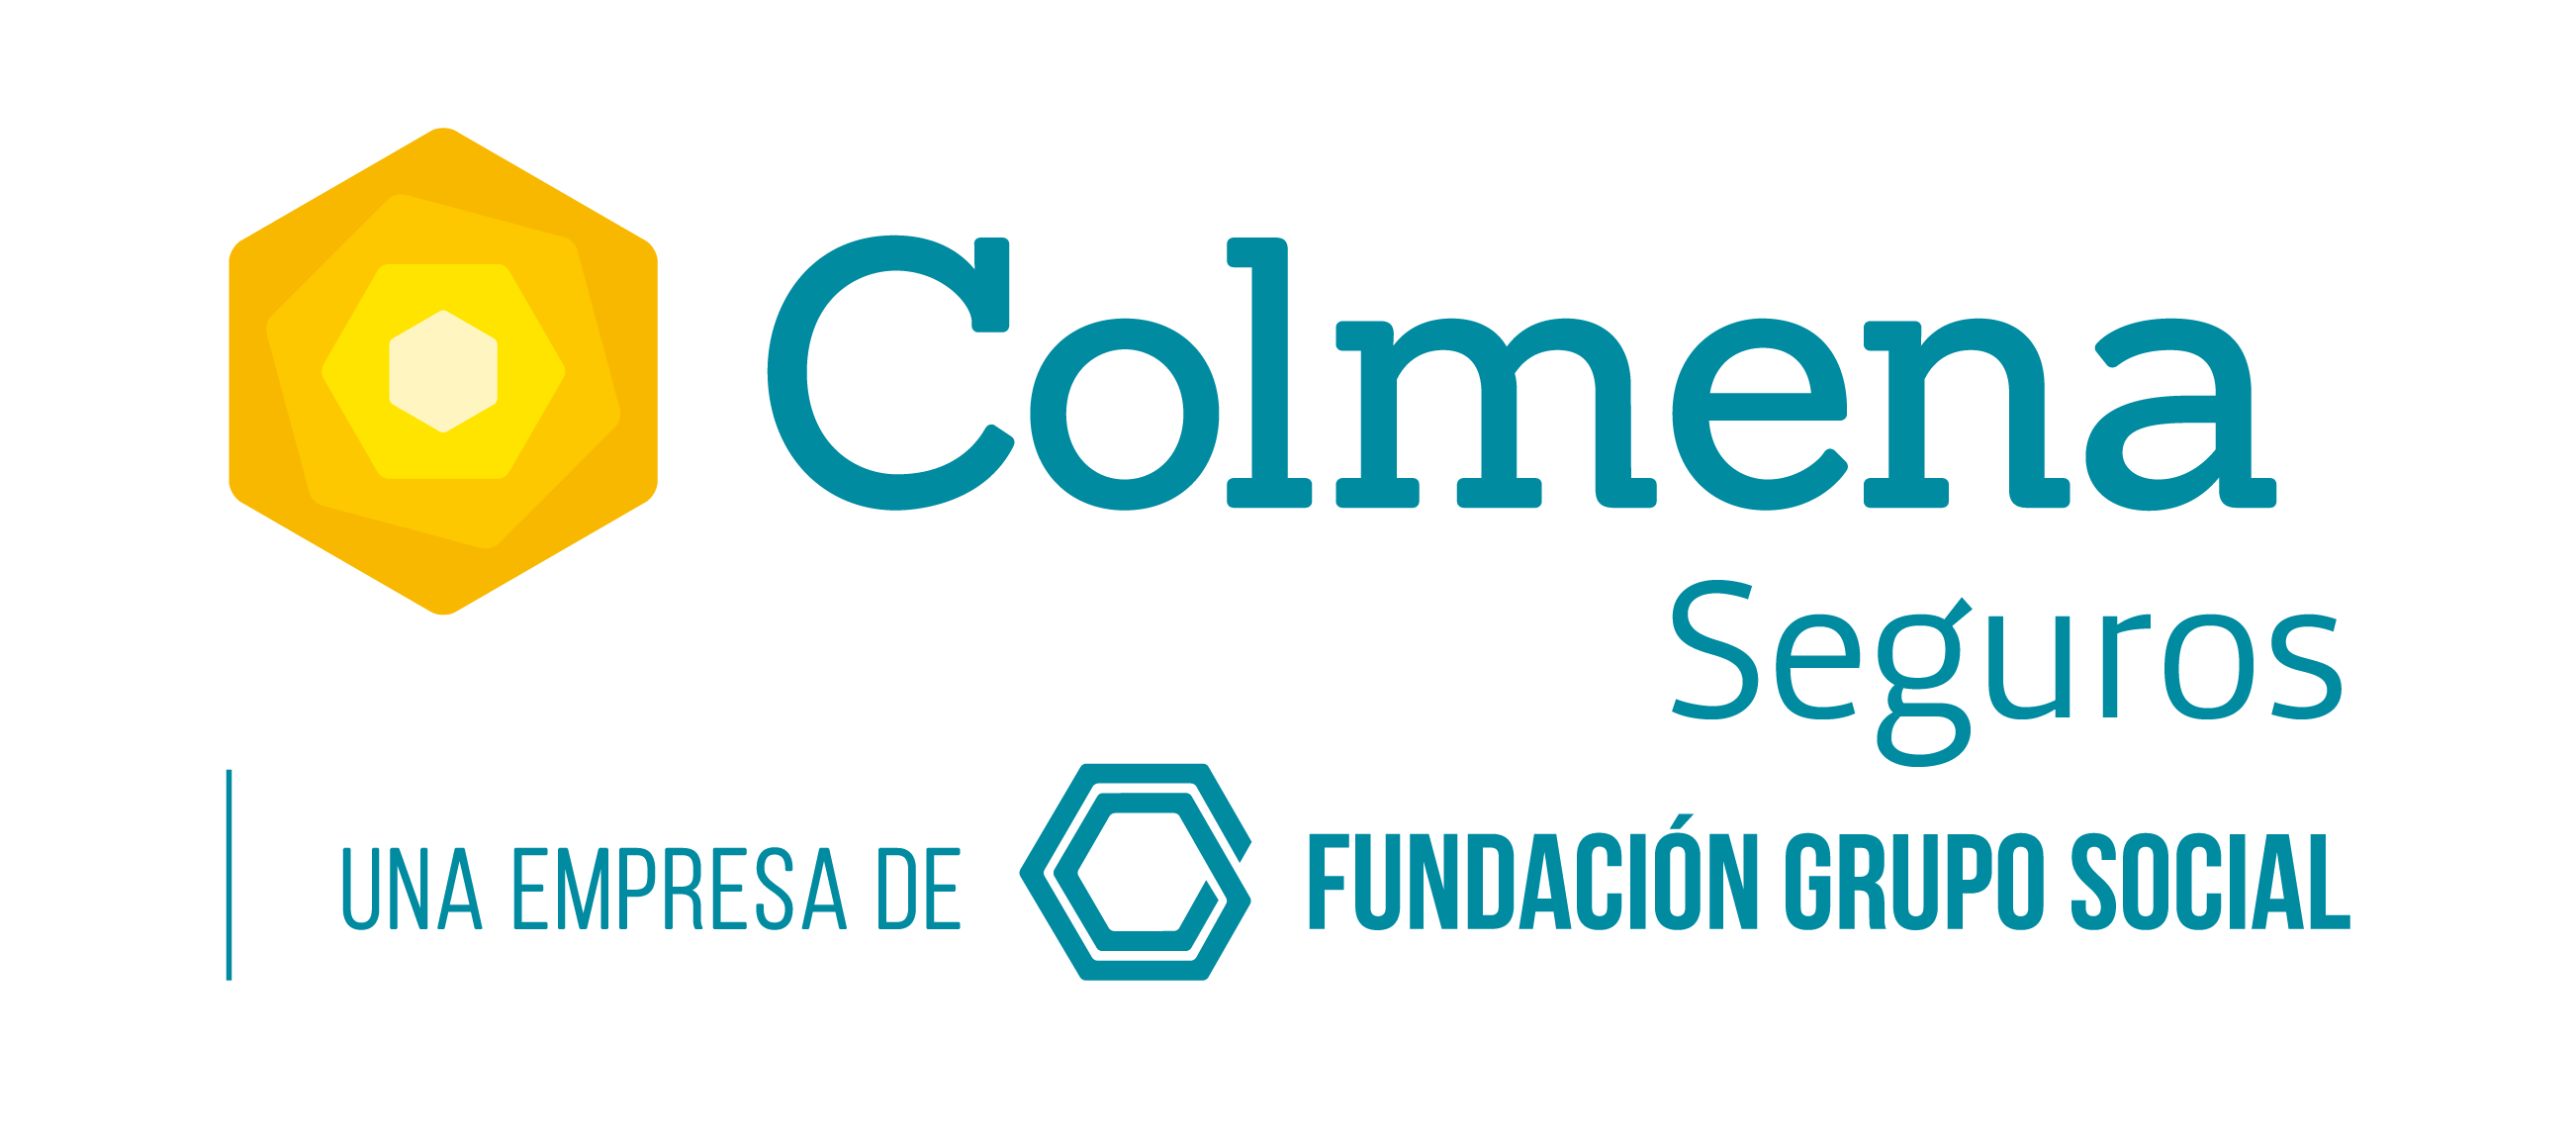 Colmena
Seguros
UNA EMPRESA DE FUNDACIÓN GRUPO SOCIAL